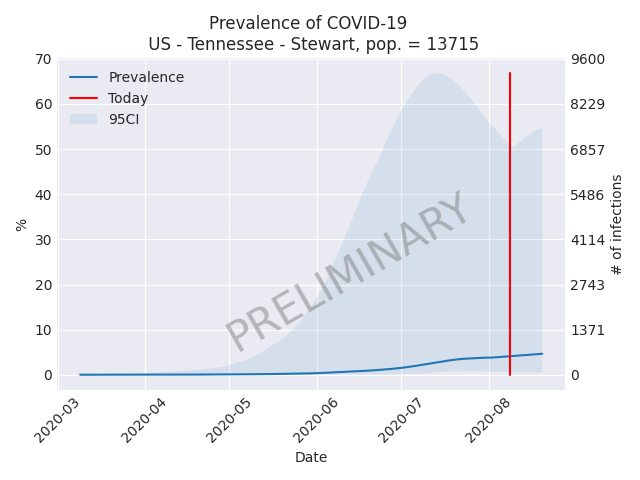 Prevalence of COVID-19
US - Tennessee - Stewart, pop. = 13715
Prevalence
Today
95CI
PRELIMINARY
%
70
60
50
40
30
20
10
0
9600
8229
6857
5486
4114
2743
1371
0
# of infections
2020-03
2020-04
2020-05
2020-06
2020-07
2020-08
Date